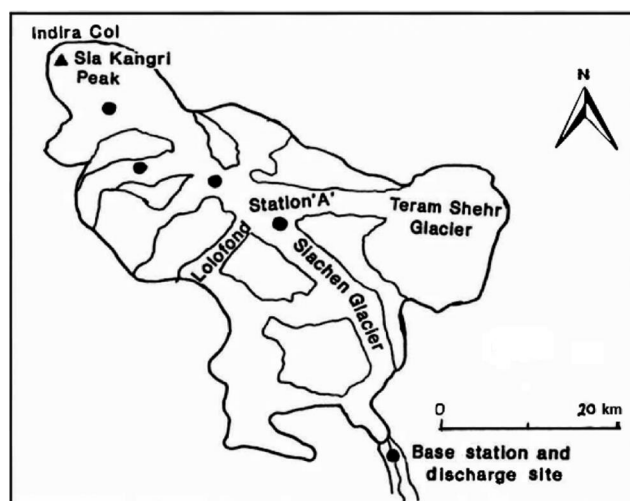 Indira Col
Sia Kangri
Peak
N
Station'A'
Teram Shehr
Glacier
Lolofond
Siachen Glacier
0 20 km
Base station and
discharge site